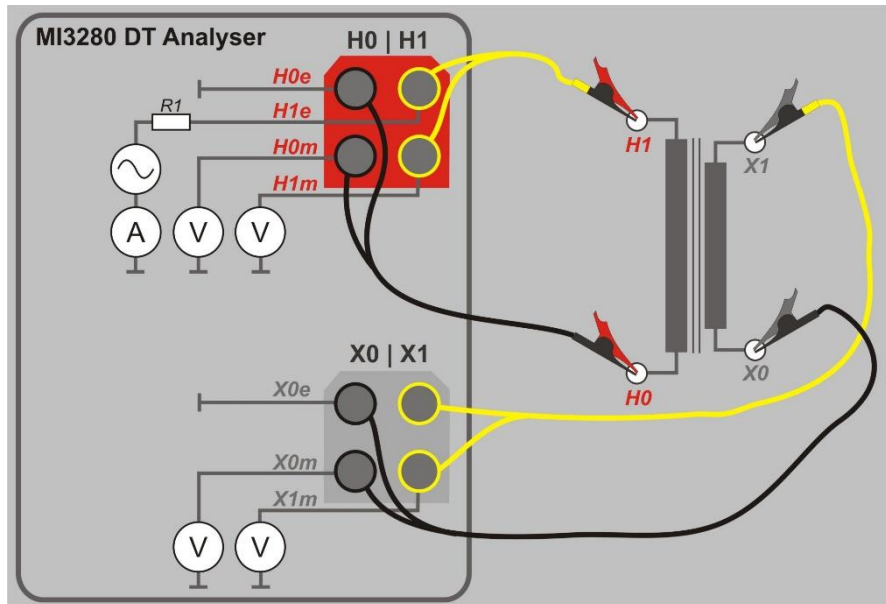 MI3280 DT Analyser
H0 | H1
H0e
R1
H1e
H0m
H1m
A
V
V
H1
X1
H0
X0
X0 | X1
X0e
X0m
X1m
V
V